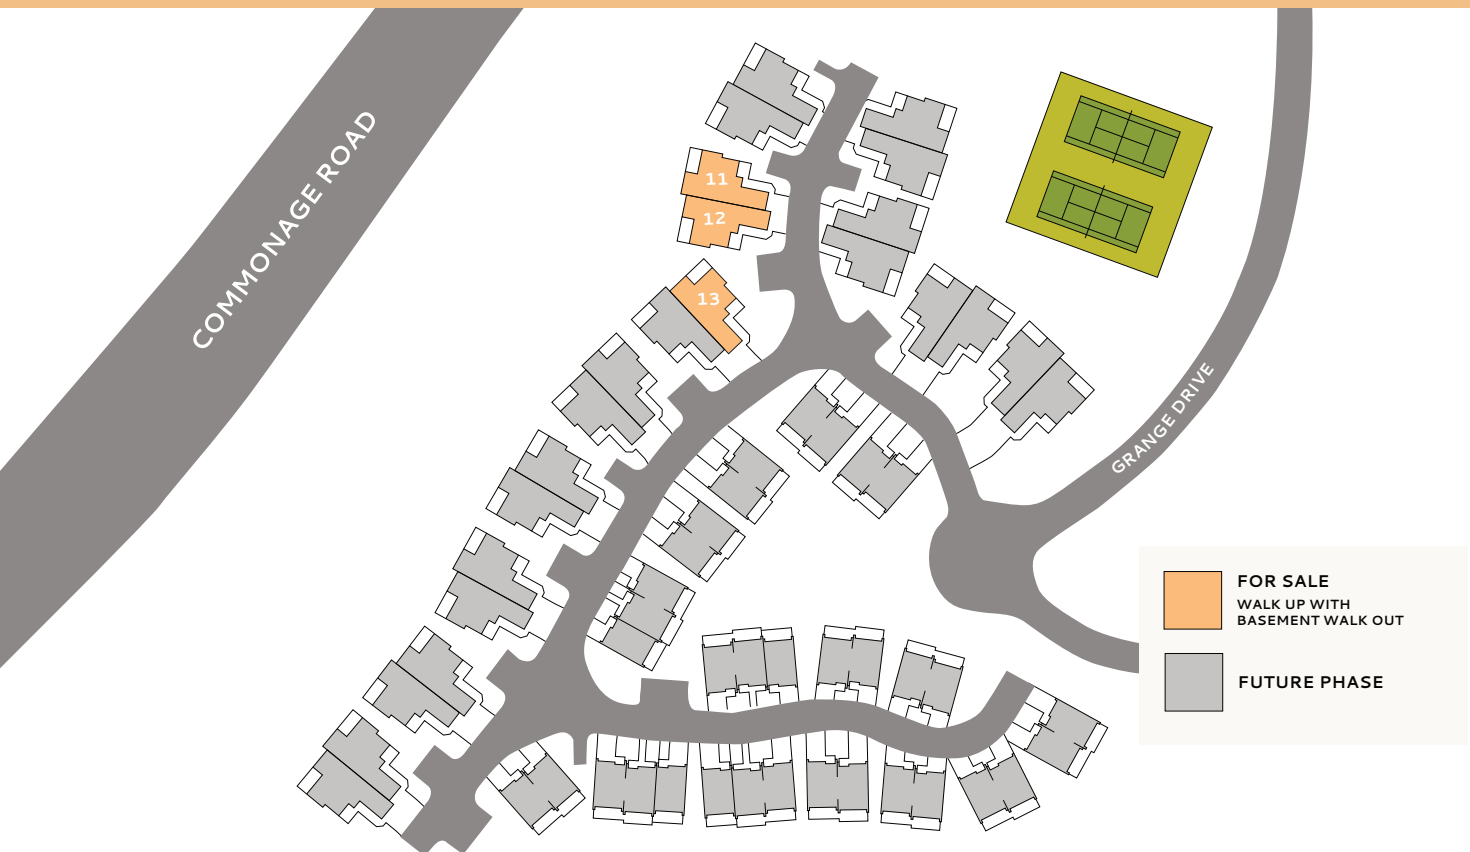 COMMONAGE ROAD
11
12
13
GRANGE DRIVE
FOR SALE
WALK UP WITH
BASEMENT WALK OUT
FUTURE PHASE